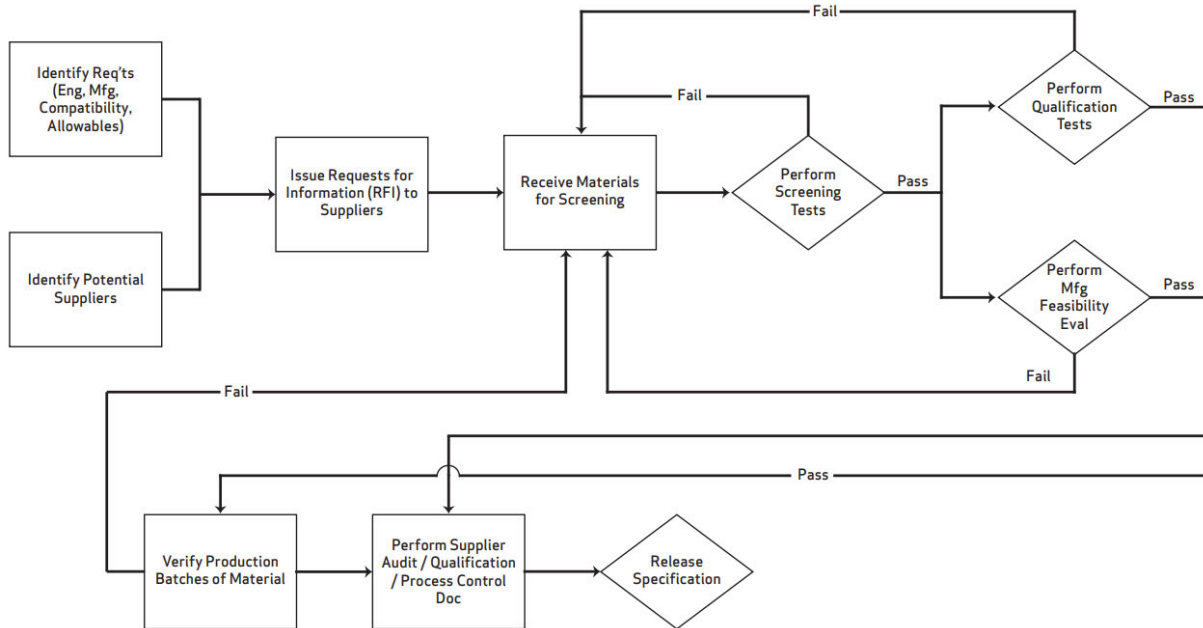 Fail
Identify Req'ts
(Eng, Mfg,
Compatibility,
Allowables)
Fail
Perform
Qualification
Tests
Pass
Issue Requests for
Information (RFI) to
Suppliers
Receive Materials
for Screening
Perform
Screening
Tests
Pass
Identify Potential
Suppliers
Perform
Mfg
Feasibility
Eval
Pass
Fail
Fail
Pass
Verify Production
Batches of Material
Perform Supplier
Audit / Qualification
/ Process Control
Doc
Release
Specification